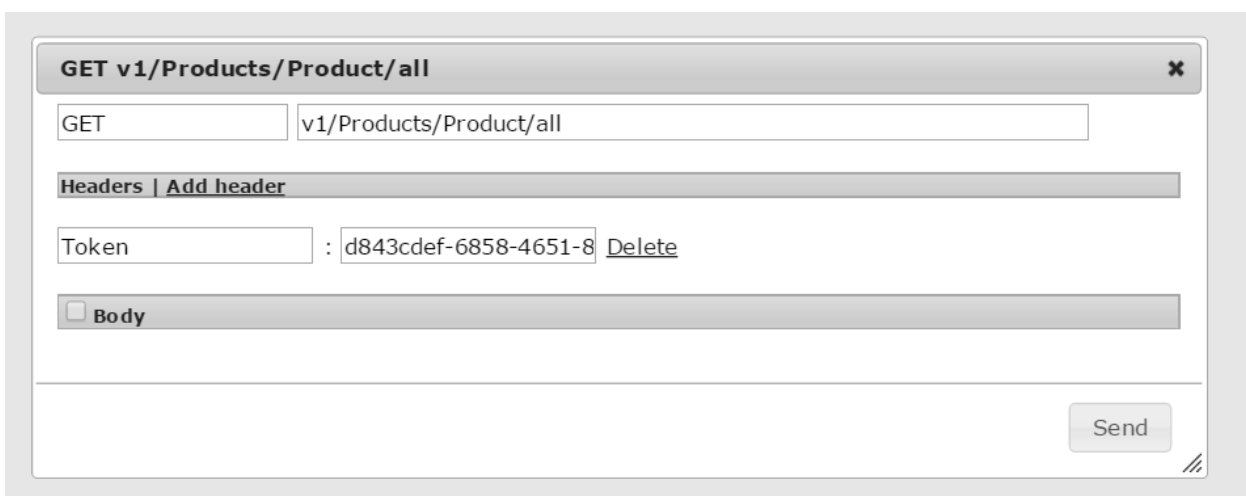 GET v1/Products/Product/all
GET v1/Products/Product/all
Headers | Add header
Token : d843cdef-6858-4651-8 Delete
Body
Send